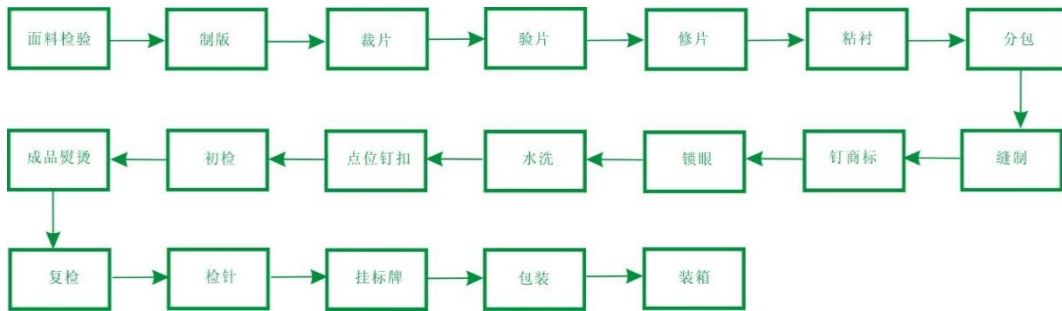 面料检验
制版
裁片
验片
修片
粘衬
分包
缝制
钉商标
锁眼
水洗
点位钉扣
初检
成品熨烫
复检
检针
挂标牌
包装
装箱